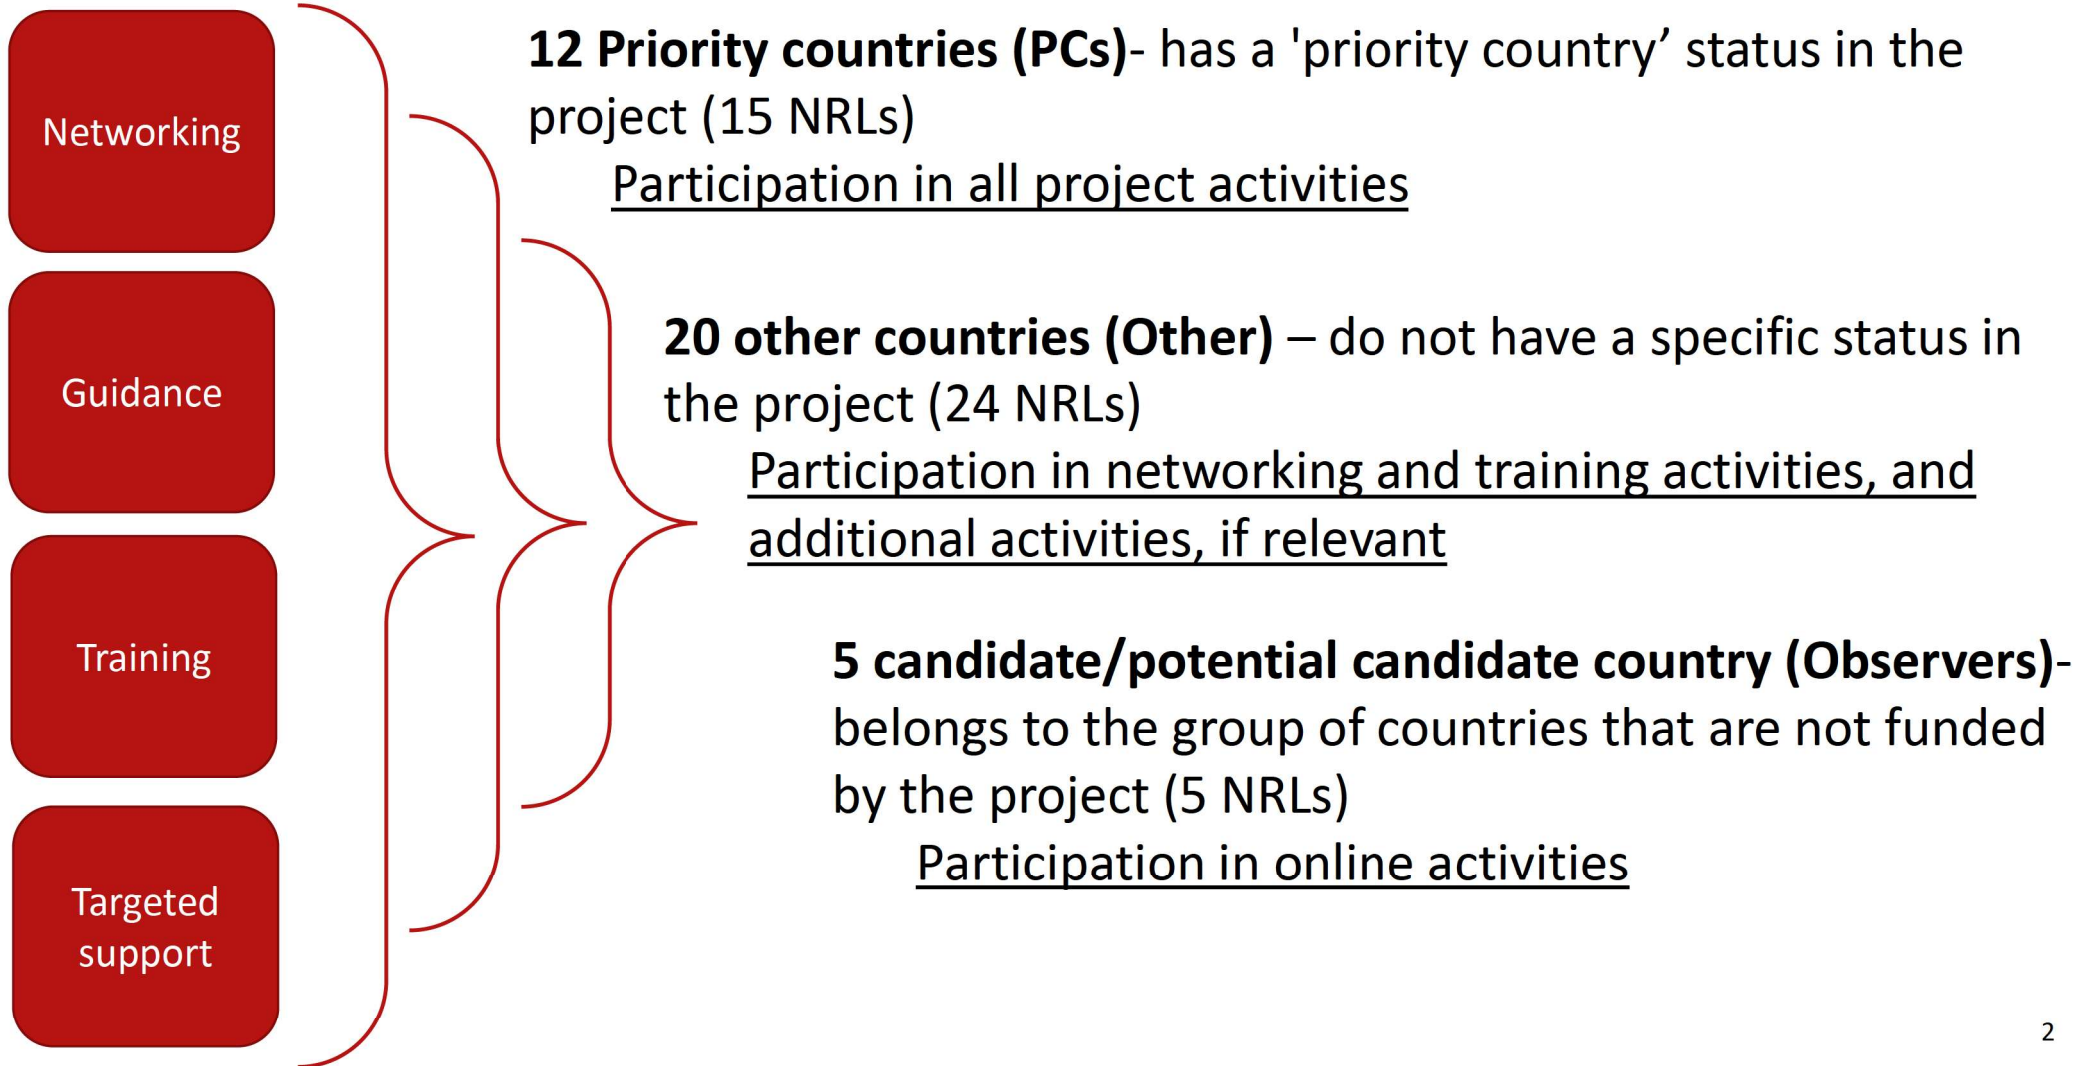 Networking
Guidance
Training
Targeted
support
12 Priority countries (PCs)- has a 'priority country’ status in the
project (15 NRLs)
Participation in all project activities
20 other countries (Other) – do not have a specific status in
the project (24 NRLs)
Participation in networking and training activities, and
additional activities, if relevant
5 candidate/potential candidate country (Observers)-
belongs to the group of countries that are not funded
by the project (5 NRLs)
Participation in online activities
2